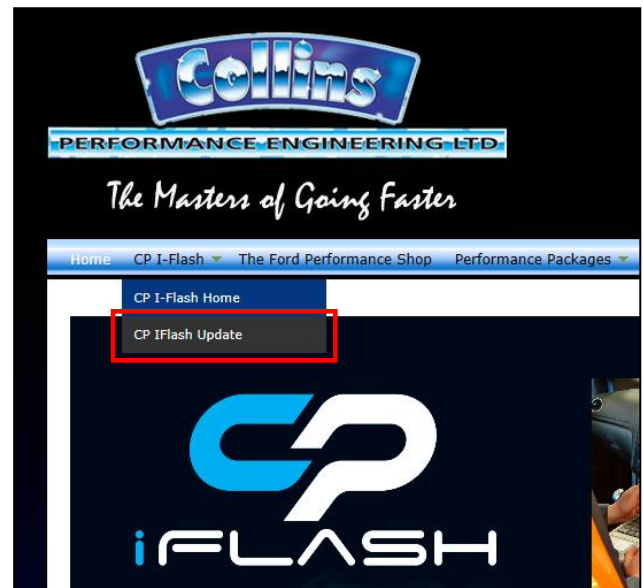 Collins
PERFORMANCE ENGINEERING LTD
The Masters of Going Faster
Home CP I-Flash The Ford Performance Shop Performance Packages
CP I-Flash Home
CP IFlash Update
CP
iFLASH